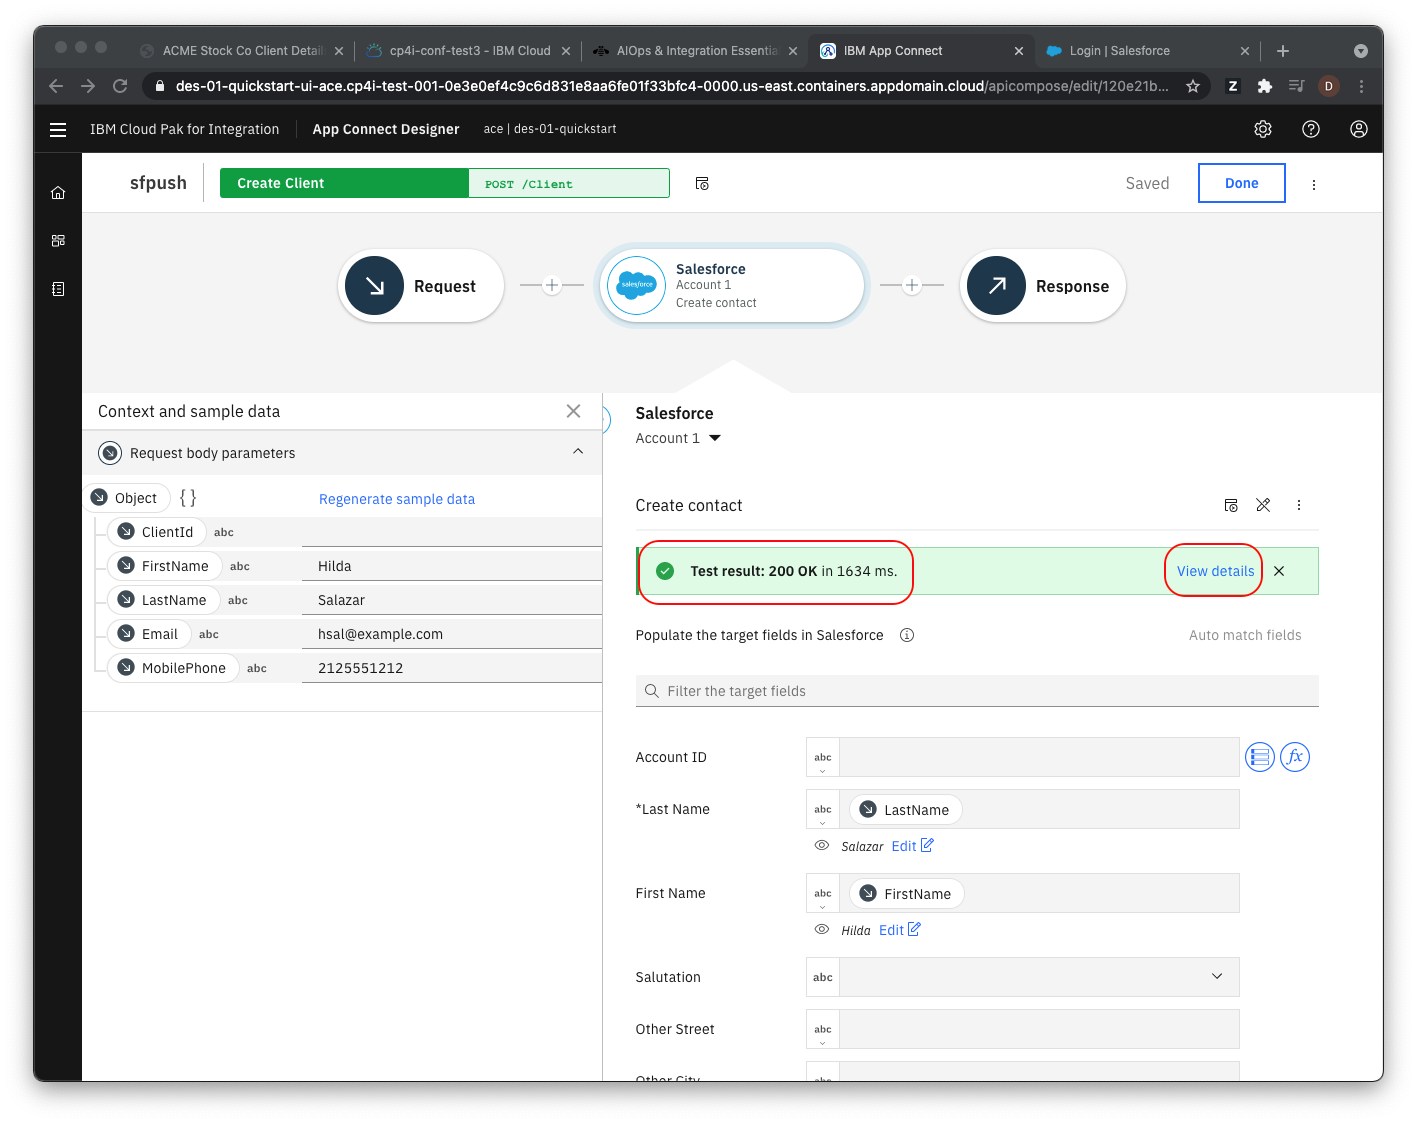 ACME Stock Co Client Detail
cp4i-conf-test3 - IBM Cloud
AIOps & Integration Essentia
IBM App Connect
Login | Salesforce
des-01-quickstart-ui-ace.cp4i-test-001-0e3e0ef4c9c6d831e8aa6fe01f33bfc4-0000.us-east.containers.appdomain.cloud/apicompose/edit/120e21b...
Z
D
IBM Cloud Pak for Integration
App Connect Designer
ace | des-01-quickstart
sfpush
Create Client
POST /Client
Saved
Done
Request
salesforce
Salesforce
Account 1
Create contact
Response
Context and sample data
Request body parameters
Object { }
Regenerate sample data
ClientId abc
FirstName abc Hilda
LastName abc Salazar
Email abc hsal@example.com
MobilePhone abc 2125551212
Salesforce
Account 1
Create contact
Test result: 200 OK in 1634 ms.
View details
Populate the target fields in Salesforce
Auto match fields
Filter the target fields
Account ID abc
fx
*Last Name abc LastName
Salazar Edit
First Name abc FirstName
Hilda Edit
Salutation abc
Other Street abc
Other City abc